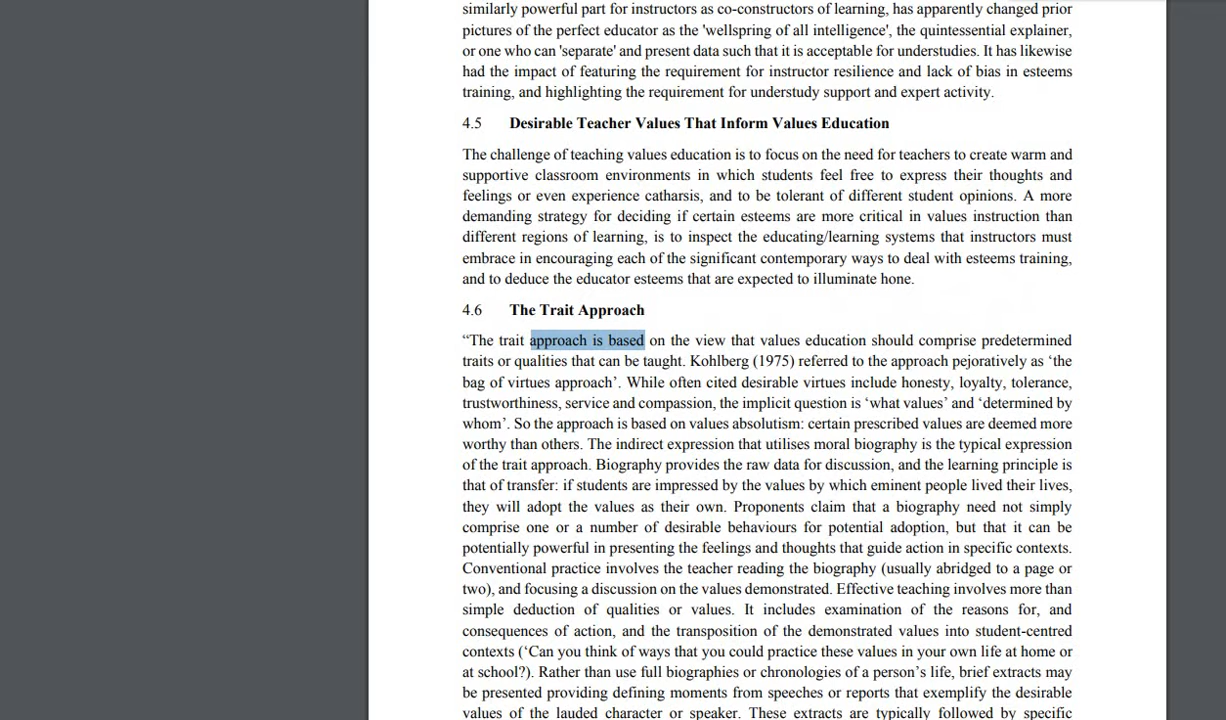 similarly powerful part for instructors as co-constructors of learning, has apparently changed prior
pictures of the perfect educator as the 'wellspring of all intelligence', the quintessential explainer,
or one who can 'separate' and present data such that it is acceptable for understudies. It has likewise
had the impact of featuring the requirement for instructor resilience and lack of bias in esteems
training, and highlighting the requirement for understudy support and expert activity.
4.5 Desirable Teacher Values That Inform Values Education
The challenge of teaching values education is to focus on the need for teachers to create warm and
supportive classroom environments in which students feel free to express their thoughts and
feelings or even experience catharsis, and to be tolerant of different student opinions. A more
demanding strategy for deciding if certain esteems are more critical in values instruction than
different regions of learning, is to inspect the educating/learning systems that instructors must
embrace in encouraging each of the significant contemporary ways to deal with esteems training,
and to deduce the educator esteems that are expected to illuminate hone.
4.6 The Trait Approach
“The trait approach is based on the view that values education should comprise predetermined
traits or qualities that can be taught. Kohlberg (1975) referred to the approach pejoratively as ‘the
bag of virtues approach’. While often cited desirable virtues include honesty, loyalty, tolerance,
trustworthiness, service and compassion, the implicit question is ‘what values’ and ‘determined by
whom’. So the approach is based on values absolutism: certain prescribed values are deemed more
worthy than others. The indirect expression that utilises moral biography is the typical expression
of the trait approach. Biography provides the raw data for discussion, and the learning principle is
that of transfer: if students are impressed by the values by which eminent people lived their lives,
they will adopt the values as their own. Proponents claim that a biography need not simply
comprise one or a number of desirable behaviours for potential adoption, but that it can be
potentially powerful in presenting the feelings and thoughts that guide action in specific contexts.
Conventional practice involves the teacher reading the biography (usually abridged to a page or
two), and focusing a discussion on the values demonstrated. Effective teaching involves more than
simple deduction of qualities or values. It includes examination of the reasons for, and
consequences of action, and the transposition of the demonstrated values into student-centred
contexts (‘Can you think of ways that you could practice these values in your own life at home or
at school?). Rather than use full biographies or chronologies of a person’s life, brief extracts may
be presented providing defining moments from speeches or reports that exemplify the desirable
values of the lauded character or speaker. These extracts are typically followed by specific